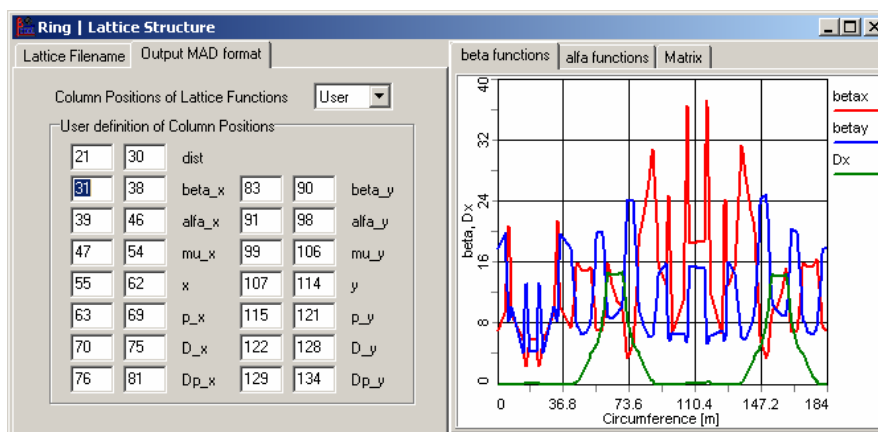 Ring | Lattice Structure
Lattice Filename Output MAD format
Column Positions of Lattice Functions User
User definition of Column Positions
21 30 dist
31 38 beta_x 83 90 beta_y
39 46 alfa_x 91 98 alfa_y
47 54 mu_x 99 106 mu_y
55 62 x 107 114 y
63 69 p_x 115 121 p_y
70 75 D_x 122 128 D_y
76 81 Dp_x 129 134 Dp_y
beta functions alfa functions Matrix
beta, Dx
40
32
24
16
8
0
0 36.8 73.6 110.4 147.2 184
Circumference [m]
betax
betay
Dx